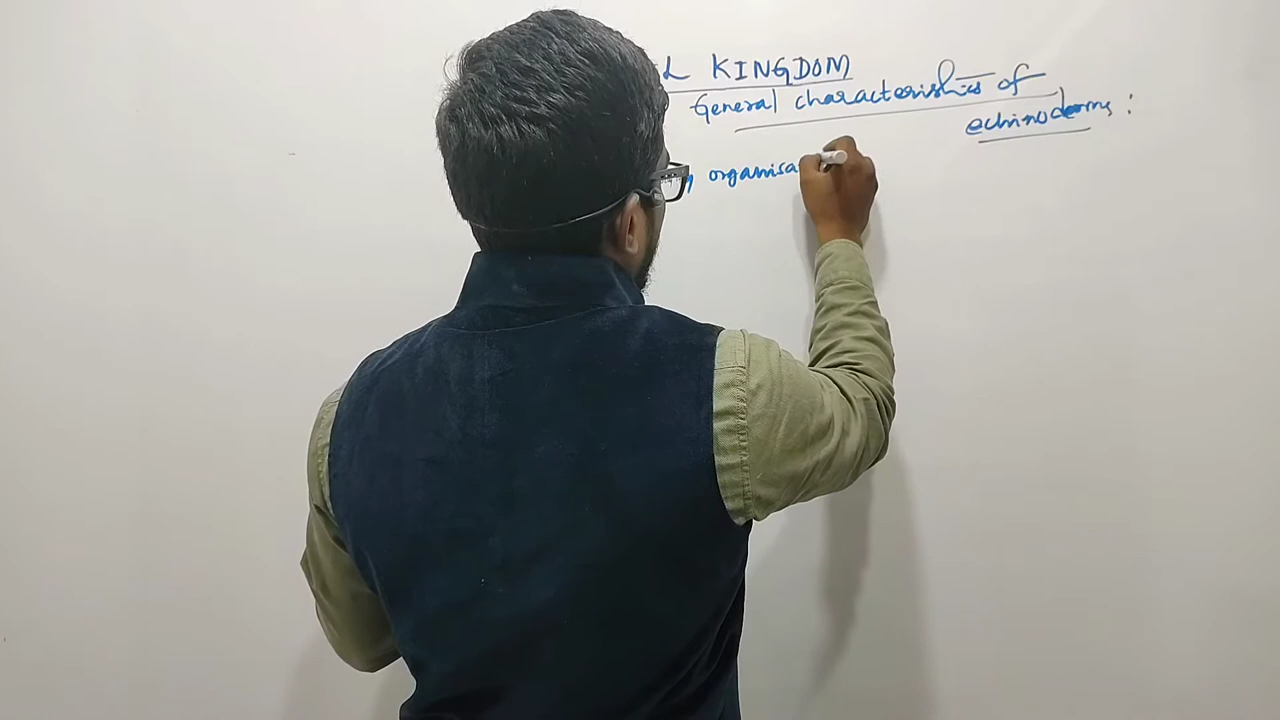 L KINGDOM
General characteristics of
echinoderms :
organisa